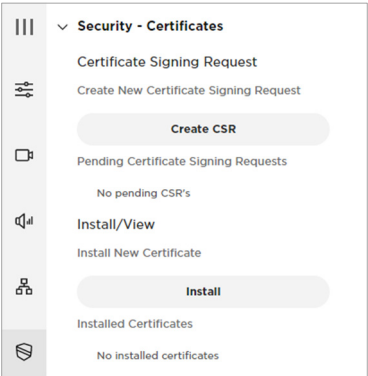 Security - Certificates
Certificate Signing Request
Create New Certificate Signing Request
Create CSR
Pending Certificate Signing Requests
No pending CSR's
Install/View
Install New Certificate
Install
Installed Certificates
No installed certificates